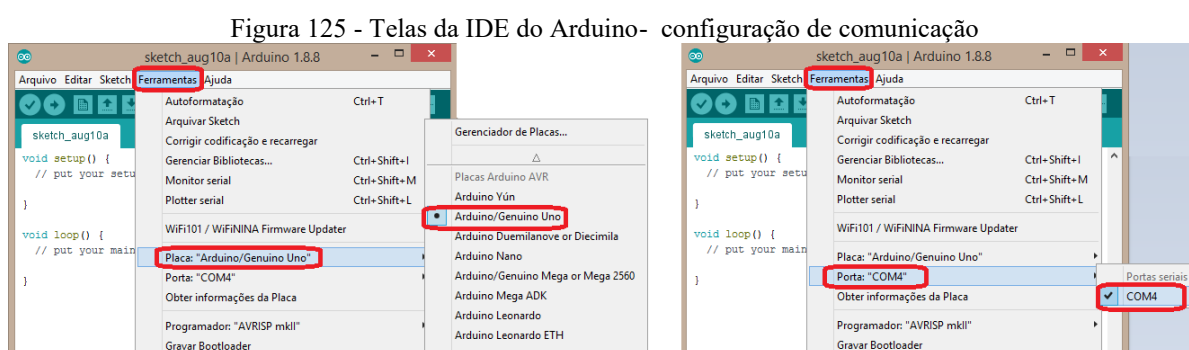 Figura 125 - Telas da IDE do Arduino-  configuração de comunicação
sketch_aug10a | Arduino 1.8.8
Arquivo Editar Sketch Ferramentas Ajuda
sketch_aug10a
void setup() {
// put your setu
}
void loop() {
// put your main
}
Autoformatação Ctrl+T
Arquivar Sketch
Corrigir codificação e recarregar
Gerenciar Bibliotecas... Ctrl+Shift+I
Monitor serial Ctrl+Shift+M
Plotter serial Ctrl+Shift+L
WiFi101 / WiFiNINA Firmware Updater
Placa: "Arduino/Genuino Uno"
Porta: "COM4"
Obter informações da Placa
Programador: "AVRISP mkII"
Gravar Bootloader
Gerenciador de Placas...
Placas Arduino AVR
Arduino Yún
Arduino/Genuino Uno
Arduino Duemilanove or Diecimila
Arduino Nano
Arduino/Genuino Mega or Mega 2560
Arduino Mega ADK
Arduino Leonardo
Arduino Leonardo ETH
sketch_aug10a | Arduino 1.8.8
Arquivo Editar Sketch Ferramentas Ajuda
sketch_aug10a
void setup() {
// put your setu
}
void loop() {
// put your main
}
Autoformatação Ctrl+T
Arquivar Sketch
Corrigir codificação e recarregar
Gerenciar Bibliotecas... Ctrl+Shift+I
Monitor serial Ctrl+Shift+M
Plotter serial Ctrl+Shift+L
WiFi101 / WiFiNINA Firmware Updater
Placa: "Arduino/Genuino Uno"
Porta: "COM4"
Obter informações da Placa
Programador: "AVRISP mkII"
Gravar Bootloader
Portas seriais
COM4